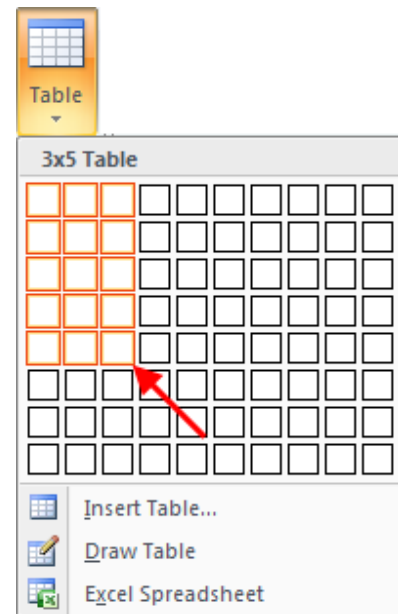 Table
3x5 Table
Insert Table...
Draw Table
Excel Spreadsheet